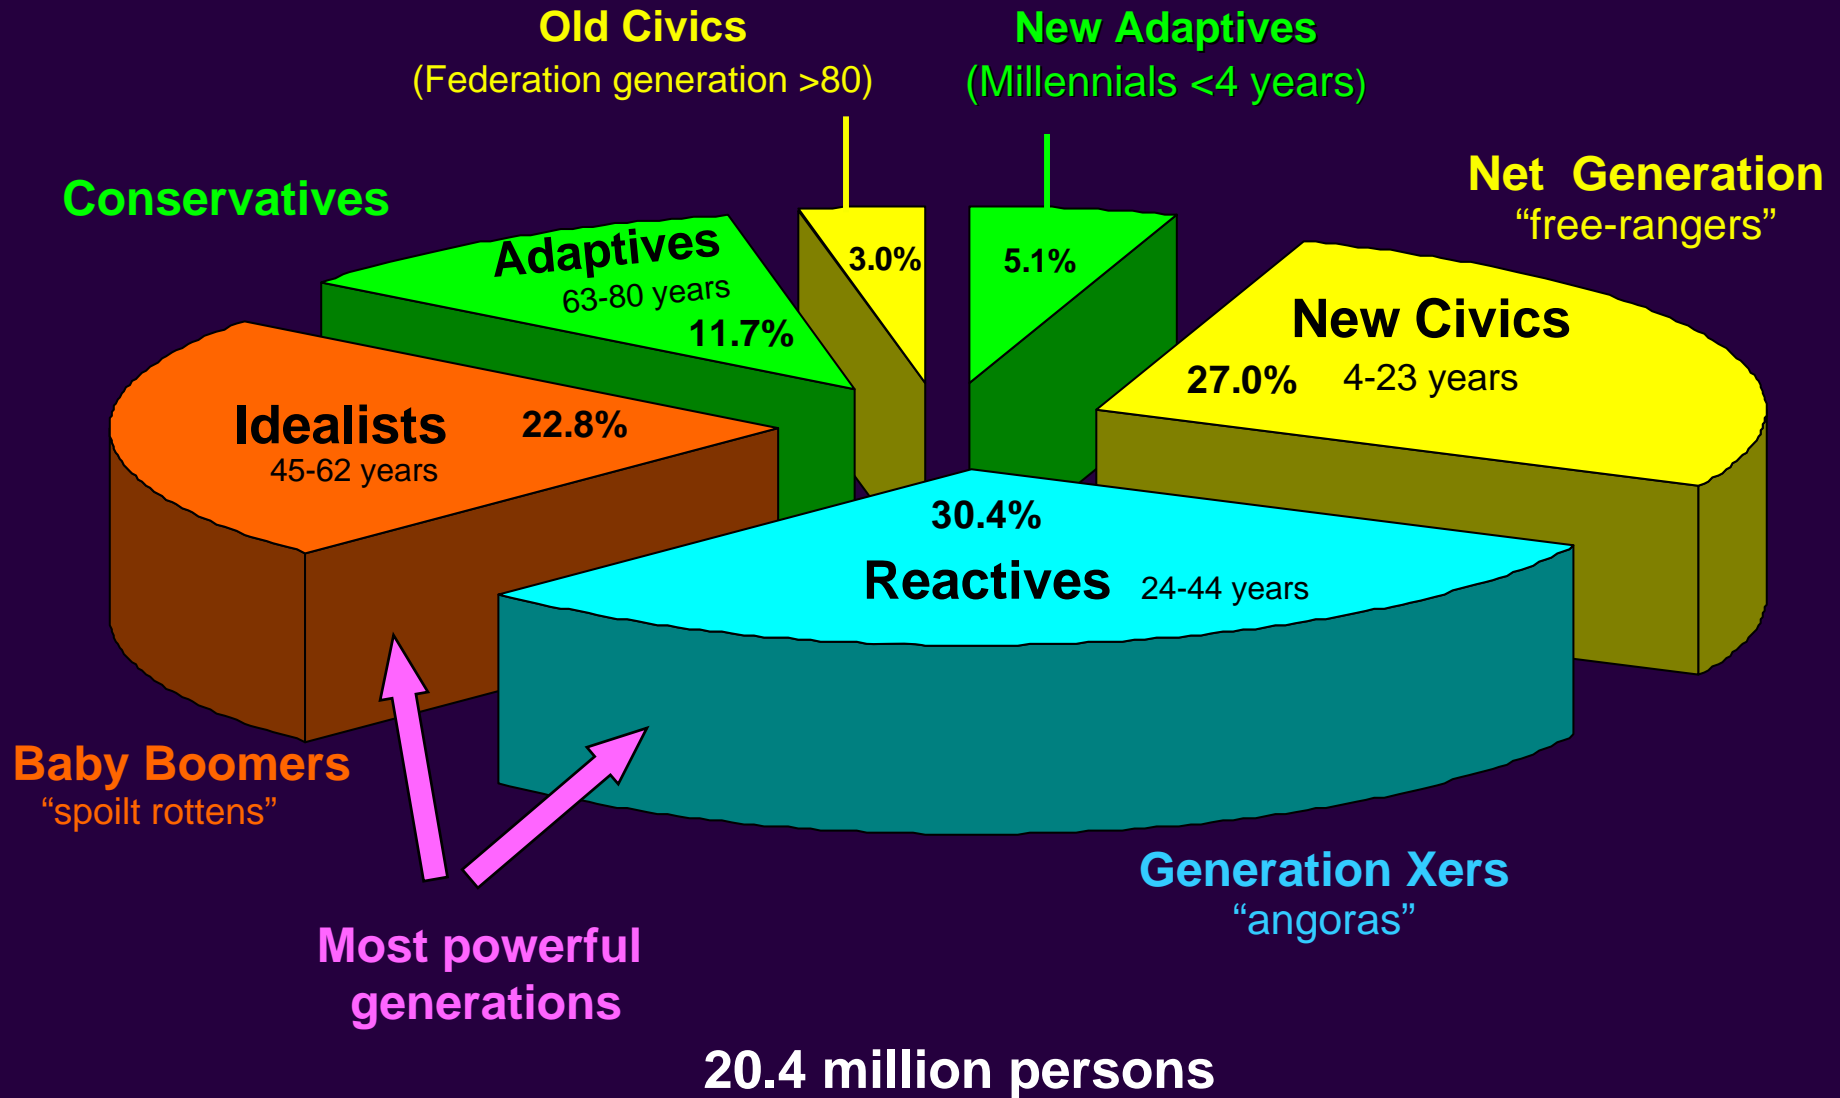 Old Civics
(Federation generation >80)
New Adaptives
(Millennials <4 years)
Conservatives
Net Generation
“free-rangers”
Adaptives
63-80 years
11.7%
3.0%
5.1%
New Civics
27.0% 4-23 years
Idealists 22.8%
45-62 years
30.4%
Reactives 24-44 years
Baby Boomers
“spoilt rottens”
Generation Xers
“angoras”
Most powerful
generations
20.4 million persons